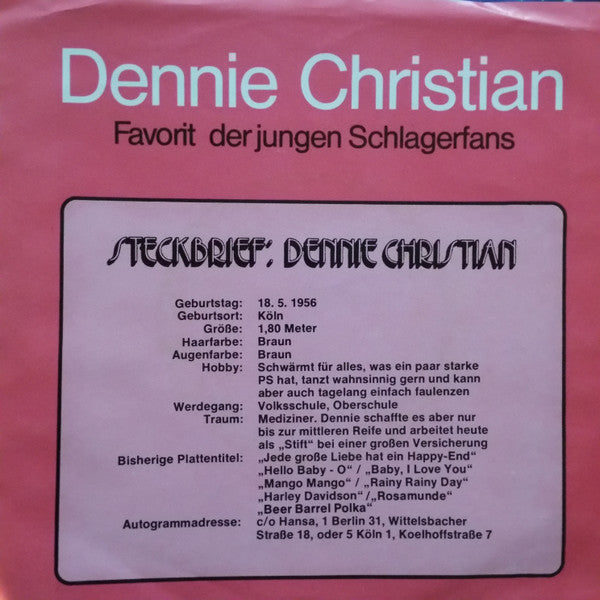 Dennie Christian
Favorit der jungen Schlagerfans
STECKBRIEF: DENNIE CHRISTIAN
Geburtstag: 18. 5. 1956
Geburtsort: Köln
Größe: 1,80 Meter
Haarfarbe: Braun
Augenfarbe: Braun
Hobby: Schwärmt für alles, was ein paar starke
PS hat, tanzt wahnsinnig gern und kann
aber auch tagelang einfach faulenzen
Werdegang: Volksschule, Oberschule
Traum: Mediziner. Dennie schaffte es aber nur
bis zur mittleren Reife und arbeitet heute
als „Stift“ bei einer großen Versicherung
Bisherige Plattentitel: „Jede große Liebe hat ein Happy-End“
„Hello Baby - O“ / „Baby, I Love You“
„Mango Mango“ / „Rainy Rainy Day“
„Harley Davidson“ / „Rosamunde“
„Beer Barrel Polka“
Autogrammadresse: c/o Hansa, 1 Berlin 31, Wittelsbacher
Straße 18, oder 5 Köln 1, Koelhoffstraße 7